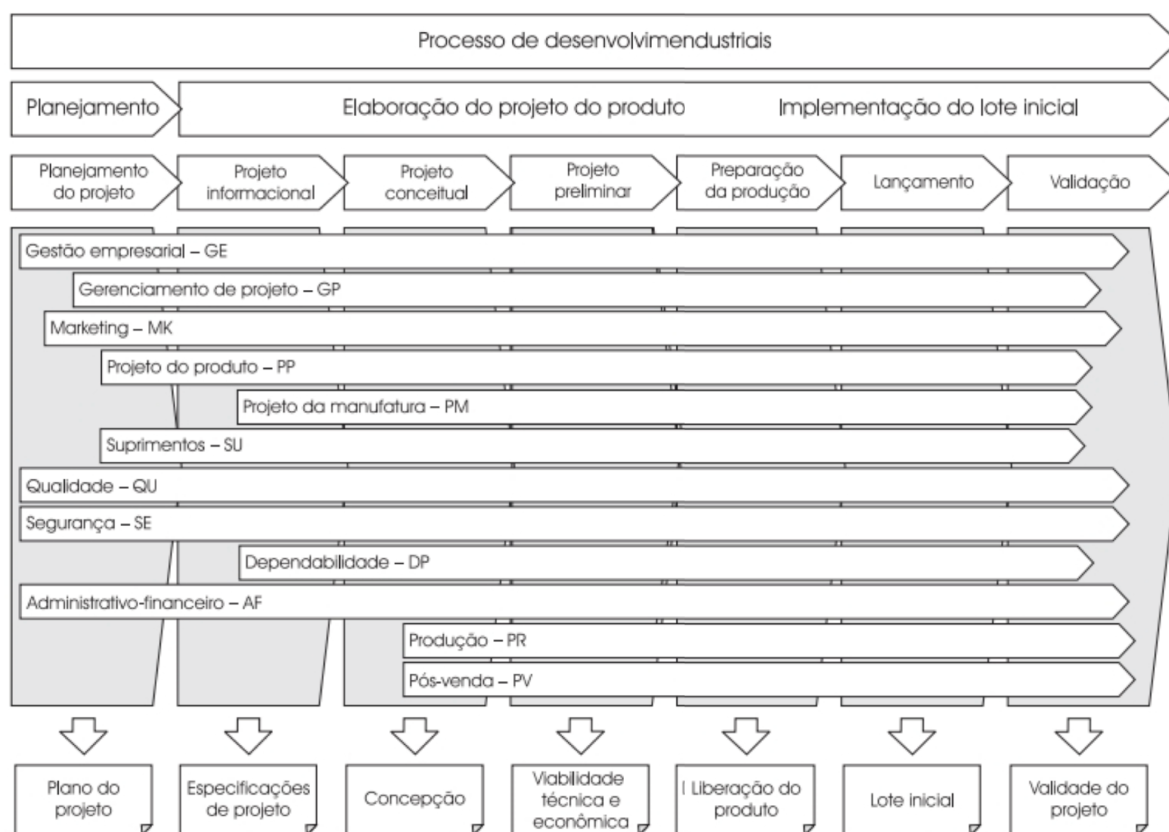 Processo de desenvolvimendustriais
Planejamento
Elaboração do projeto do produto
Implementação do lote inicial
Planejamento
do projeto
Projeto
informacional
Projeto
conceitual
Projeto
preliminar
Preparação
da produção
Lançamento
Validação
Gestão empresarial – GE
Gerenciamento de projeto – GP
Marketing – MK
Projeto do produto – PP
Projeto da manufatura – PM
Suprimentos – SU
Qualidade – QU
Segurança – SE
Dependabilidade – DP
Administrativo-financeiro – AF
Produção – PR
Pós-venda – PV
Plano do
projeto
Especificações
de projeto
Concepção
Viabilidade
técnica e
econômica
l Liberação do
produto
Lote inicial
Validade do
projeto